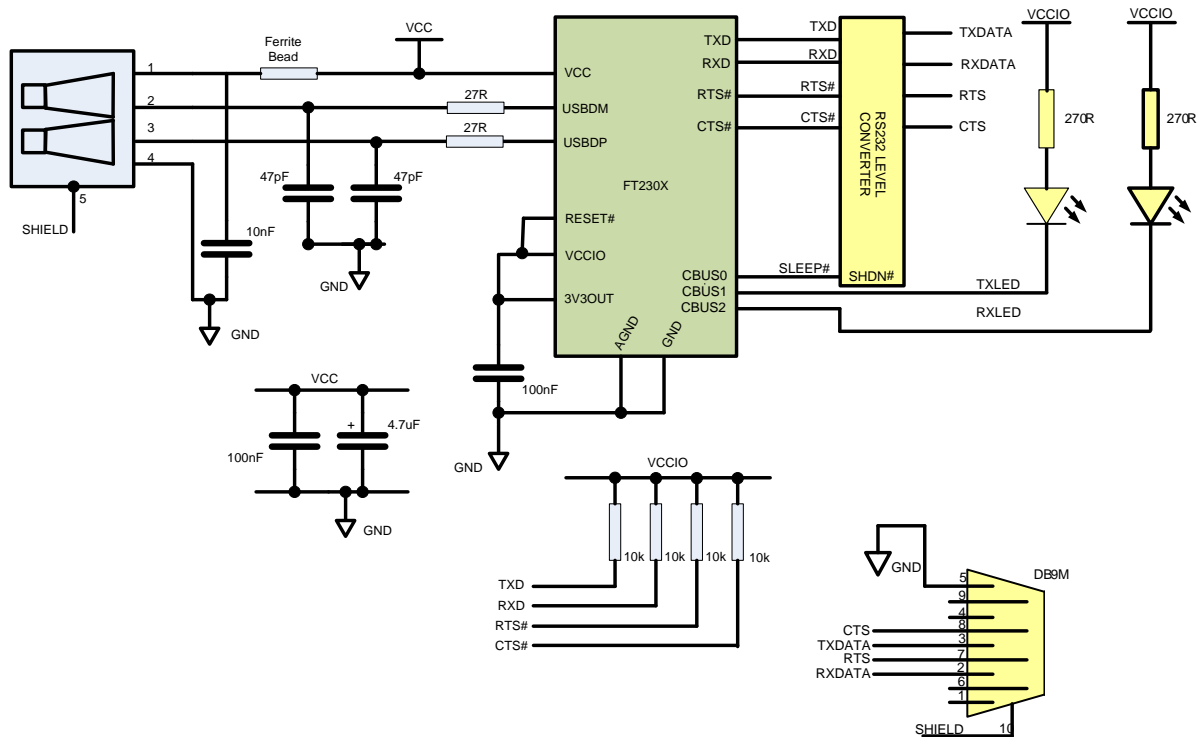 VCC
Ferrite
Bead
1
2
3
4
5
SHIELD
27R
27R
47pF
47pF
10nF
GND
GND
VCC
USBDM
USBDP
RESET#
VCCIO
3V3OUT
FT230X
TXD
RXD
RTS#
CTS#
CBUS0
CBUS1
CBUS2
AGND
GND
100nF
GND
TXD
RXD
RTS#
CTS#
RS232 LEVEL
CONVERTER
SHDN#
SLEEP#
TXLED
RXLED
TXDATA
RXDATA
RTS
CTS
VCCIO
VCCIO
270R
270R
VCC
100nF
+
4.7uF
GND
VCCIO
10k
10k
10k
10k
TXD
RXD
RTS#
CTS#
GND
DB9M
5
9
4
CTS 8
TXDATA 3
RTS 7
RXDATA 2
6
1
SHIELD 10